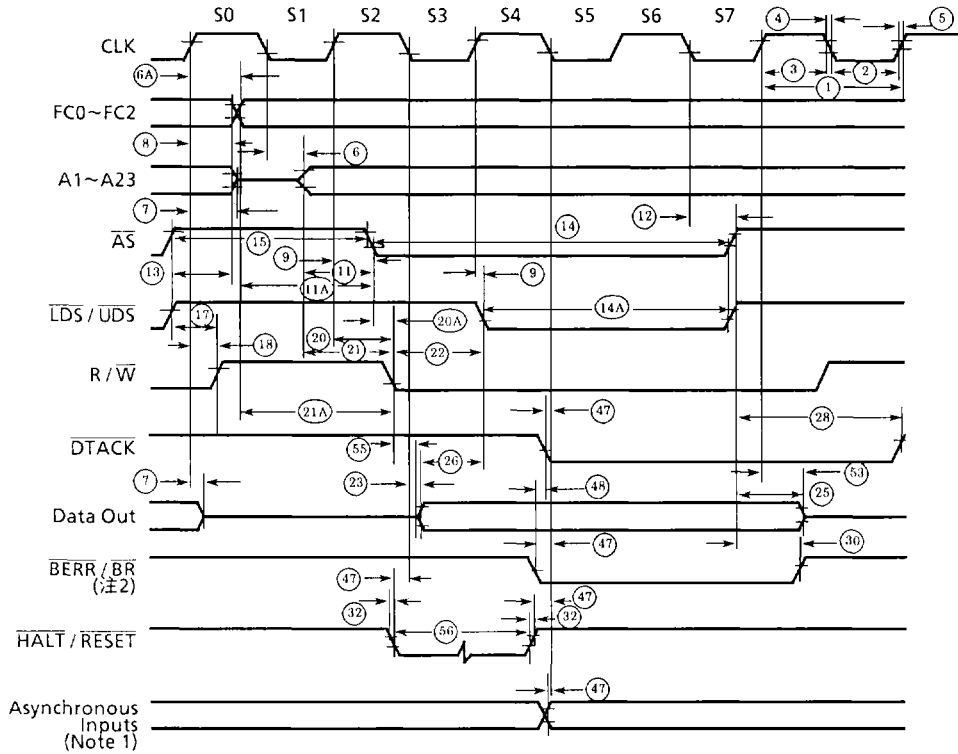 S0 S1 S2 S3 S4 S5 S6 S7
CLK
4 5
6A 3 2
1
FC0~FC2
8
6
A1~A23
7 12
AS
15 14
9 11 9
13
11A
LDS / UDS
17 14A
20A
18 20
21 22
R / W
21A 47 28
DTACK
55
26 53
7 23 48 25
Data Out
47
30
BERR / BR
(注2)
47 47
32 32
HALT / RESET
56
47
Asynchronous
Inputs
(Note 1)